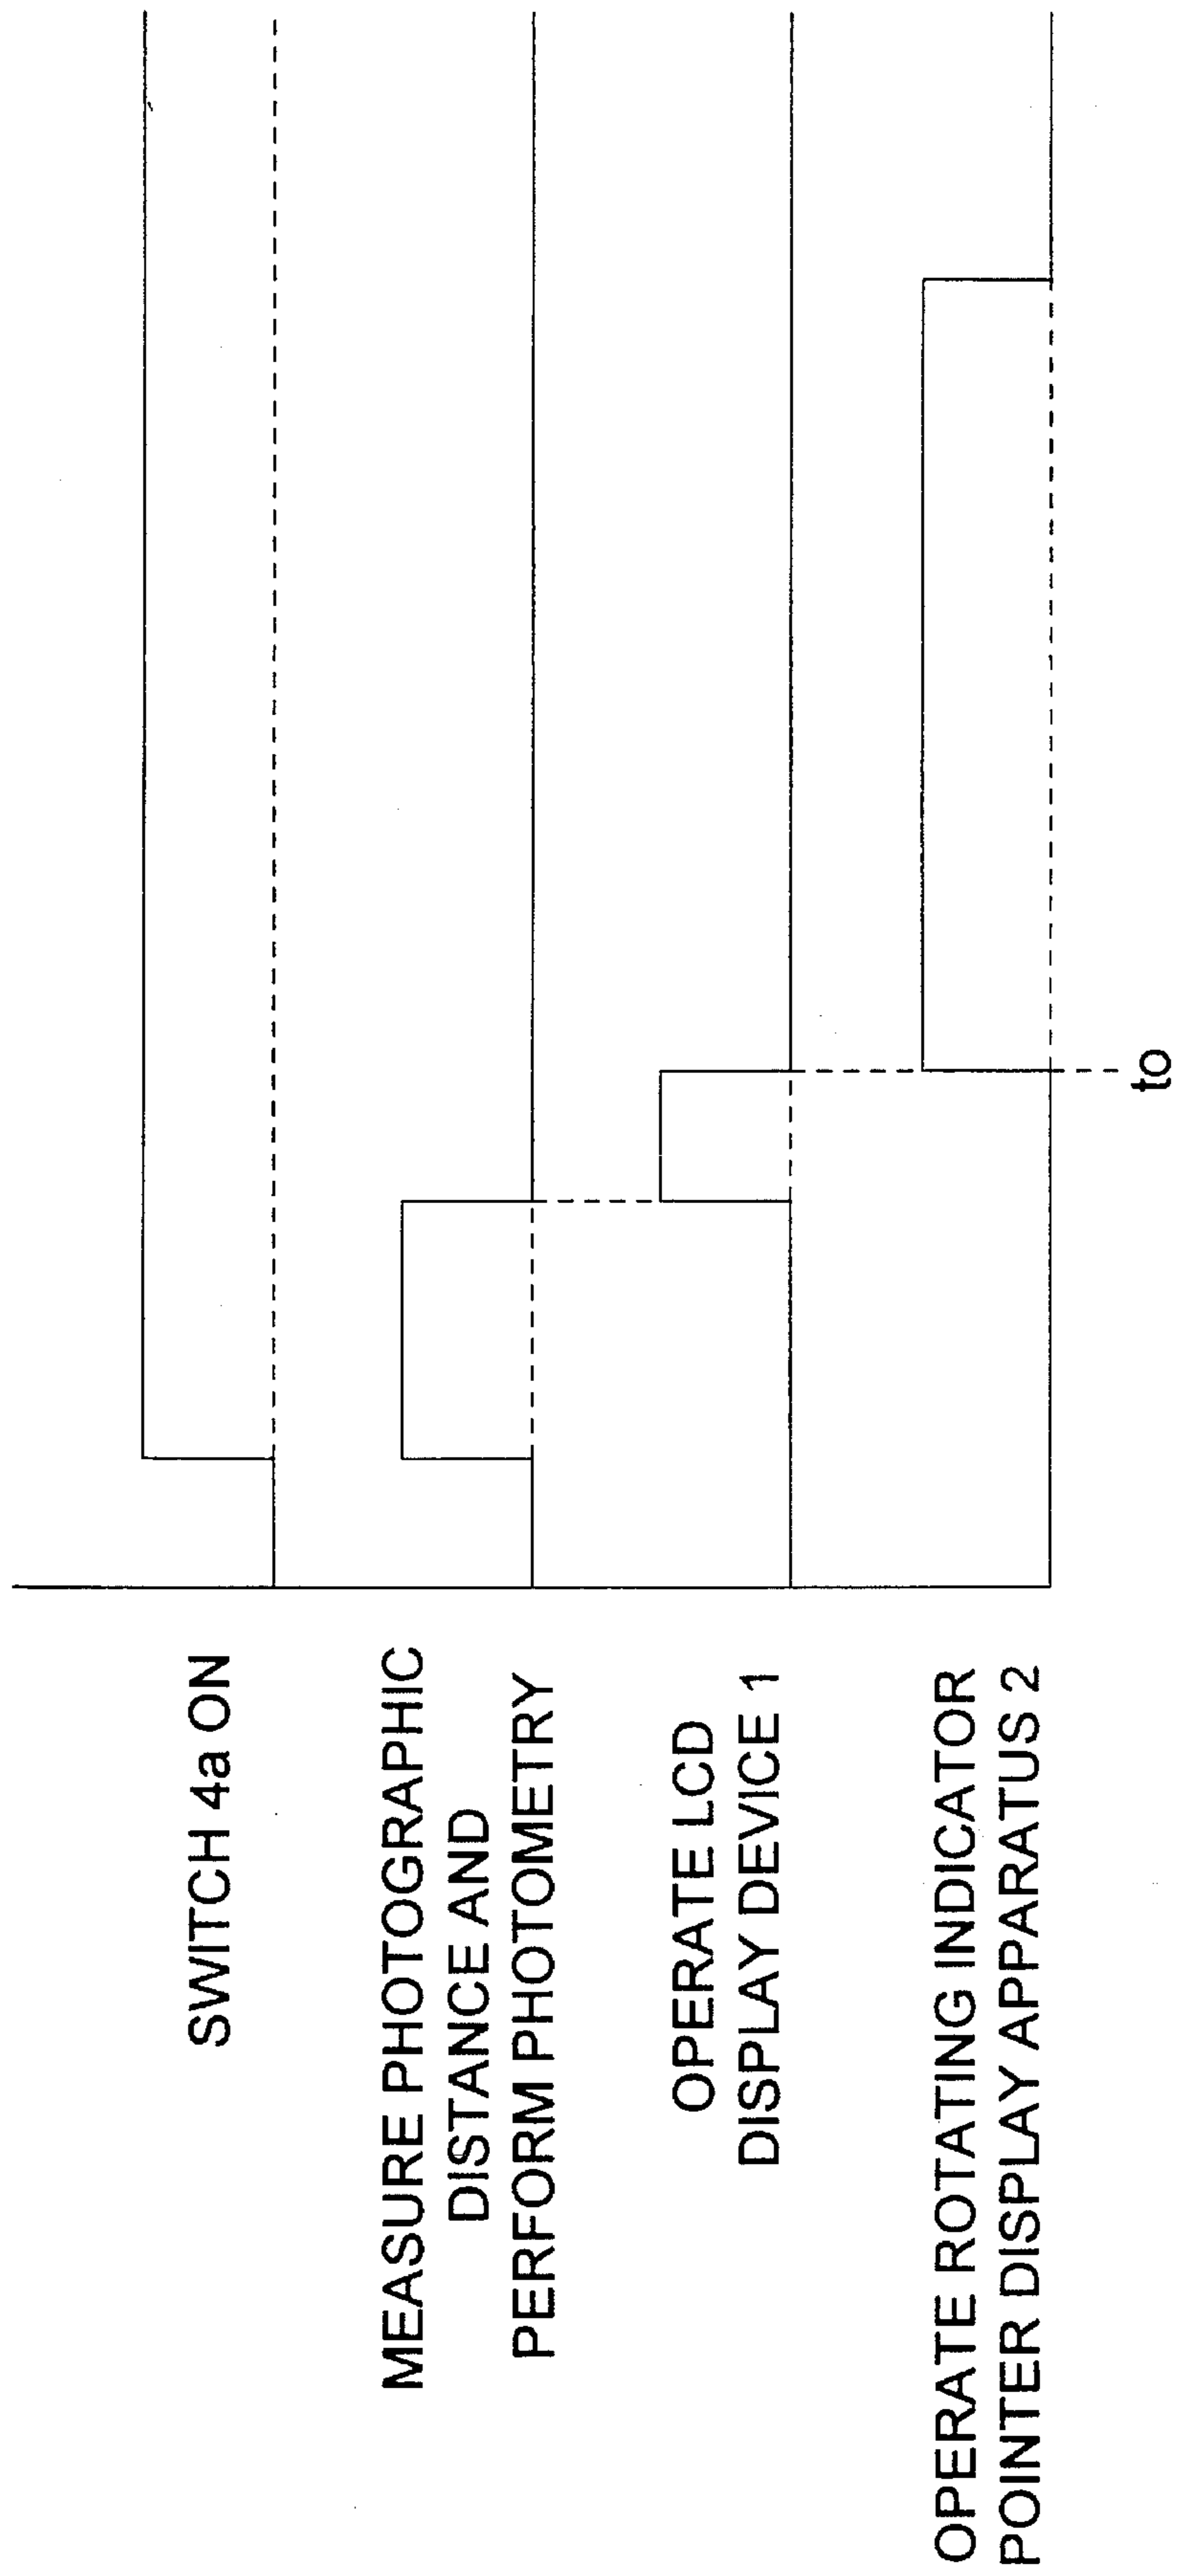 SWITCH 4a ON
MEASURE PHOTOGRAPHIC
DISTANCE AND
PERFORM PHOTOMETRY
OPERATE LCD
DISPLAY DEVICE 1
OPERATE ROTATING INDICATOR
POINTER DISPLAY APPARATUS 2
to